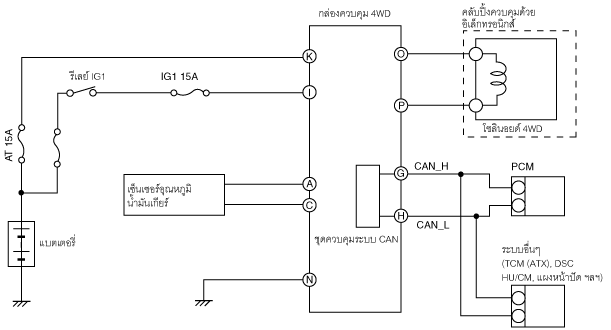 กล่องควบคุม 4WD
คลับปิ้งควบคุมด้วย
อิเล็กทรอนิกส์
K
O
รีเลย์ IG1
IG1 15A
I
P
โซลินอยด์ 4WD
AT 15A
CAN_H
PCM
G
เซ็นเซอร์อุณหภูมิ
น้ำมันเกียร์
A
C
H
CAN_L
แบตเตอรี่
ชุดควบคุมระบบ CAN
ระบบอื่นๆ
(TCM (ATX), DSC
HU/CM, แผงหน้าปัด ฯลฯ)
N